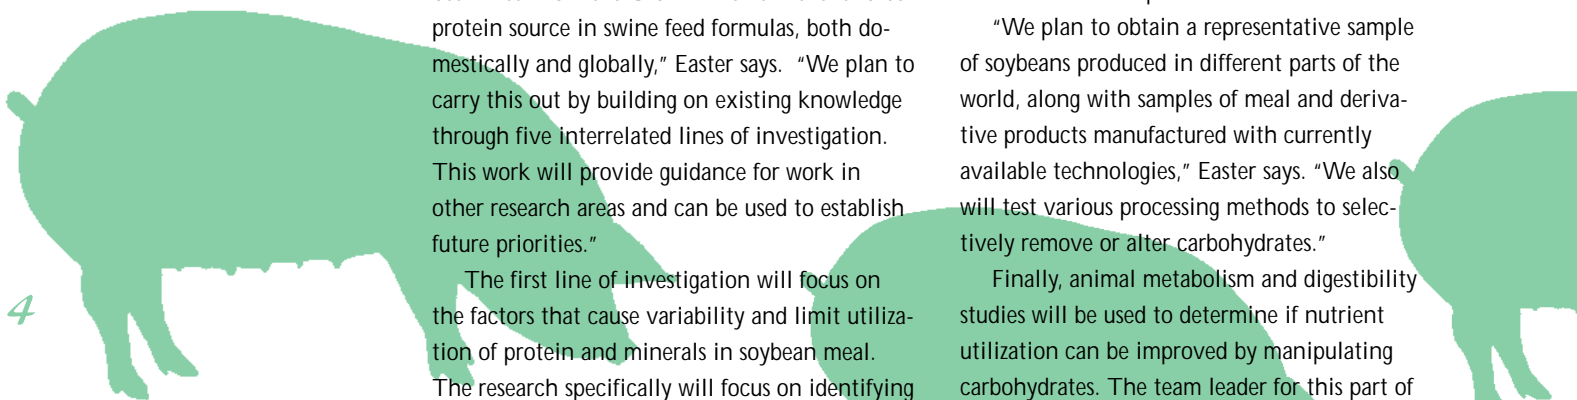 protein source in swine feed formulas, both do-
mestically and globally,” Easter says.  “We plan to
carry this out by building on existing knowledge
through five interrelated lines of investigation.
This work will provide guidance for work in
other research areas and can be used to establish
future priorities.”
The first line of investigation will focus on
the factors that cause variability and limit utiliza-
tion of protein and minerals in soybean meal.
The research specifically will focus on identifying
“We plan to obtain a representative sample
of soybeans produced in different parts of the
world, along with samples of meal and deriva-
tive products manufactured with currently
available technologies,” Easter says. “We also
will test various processing methods to selec-
tively remove or alter carbohydrates.”
Finally, animal metabolism and digestibility
studies will be used to determine if nutrient
utilization can be improved by manipulating
carbohydrates. The team leader for this part of
4